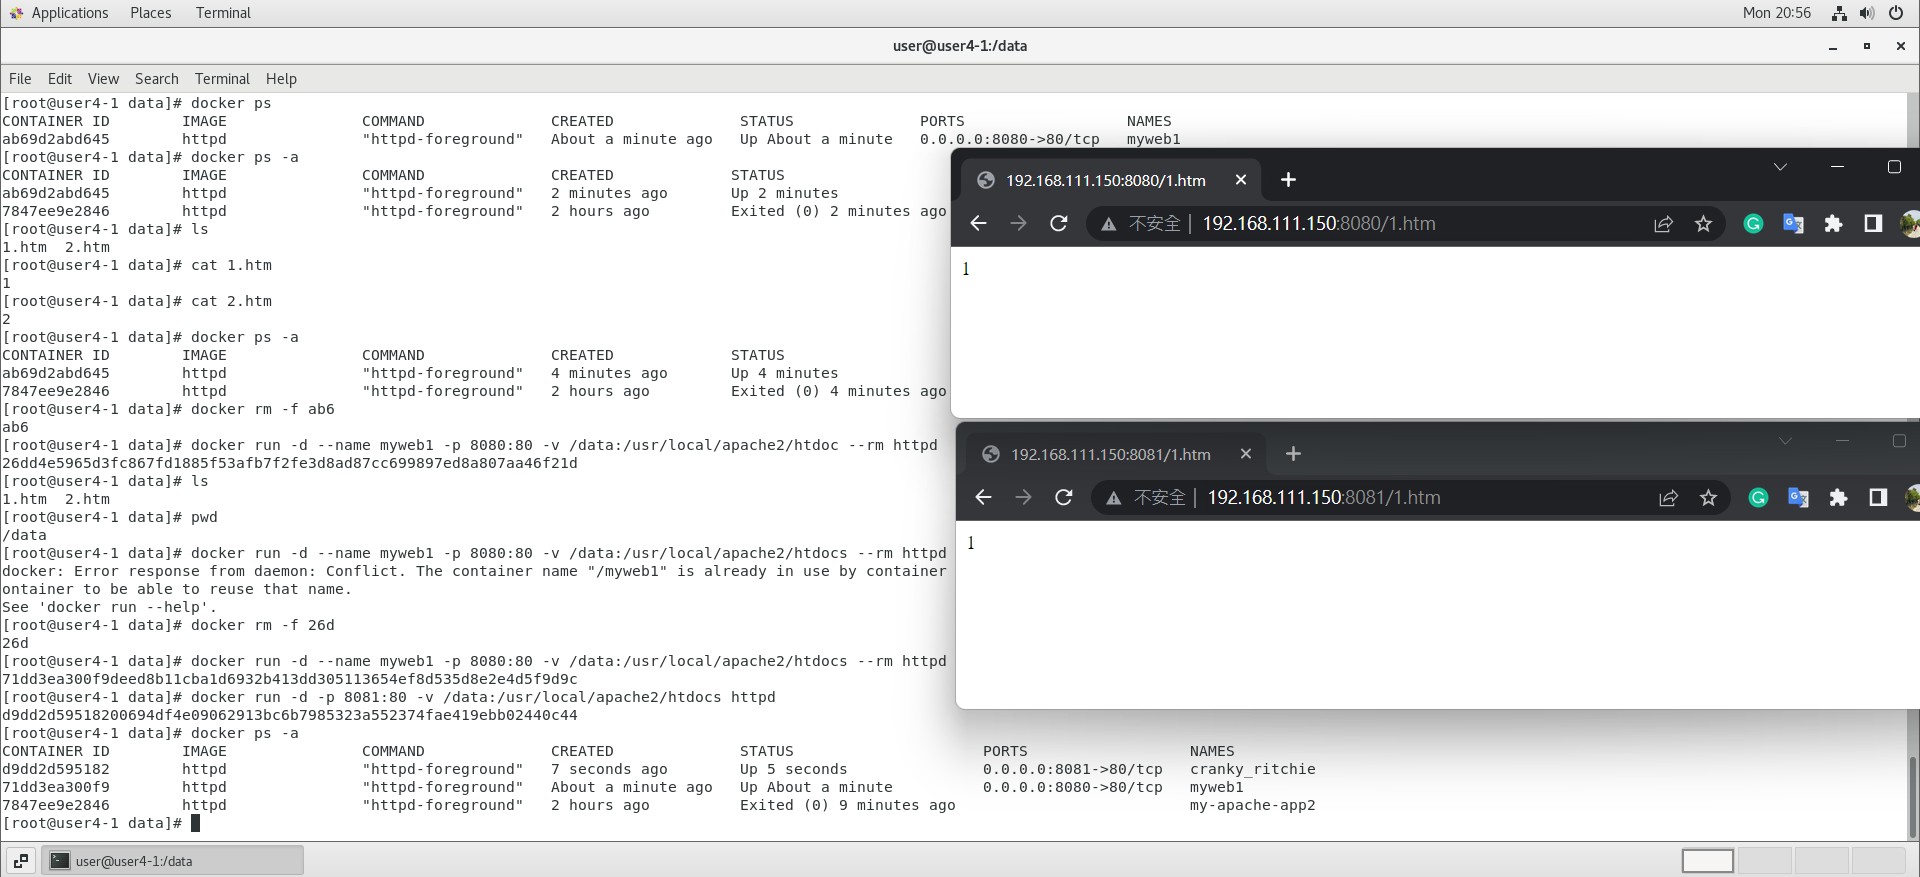 Applications Places Terminal Mon 20:56
user@user4-1:/data
File Edit View Search Terminal Help
[root@user4-1 data]# docker ps
CONTAINER ID IMAGE COMMAND CREATED STATUS PORTS NAMES
ab69d2abd645 httpd "httpd-foreground" About a minute ago Up About a minute 0.0.0.0:8080->80/tcp myweb1
[root@user4-1 data]# docker ps -a
CONTAINER ID IMAGE COMMAND CREATED STATUS
ab69d2abd645 httpd "httpd-foreground" 2 minutes ago Up 2 minutes
7847ee9e2846 httpd "httpd-foreground" 2 hours ago Exited (0) 2 minutes ago
[root@user4-1 data]# ls
1.htm 2.htm
[root@user4-1 data]# cat 1.htm
1
[root@user4-1 data]# cat 2.htm
2
[root@user4-1 data]# docker ps -a
CONTAINER ID IMAGE COMMAND CREATED STATUS
ab69d2abd645 httpd "httpd-foreground" 4 minutes ago Up 4 minutes
7847ee9e2846 httpd "httpd-foreground" 2 hours ago Exited (0) 4 minutes ago
[root@user4-1 data]# docker rm -f ab6
ab6
[root@user4-1 data]# docker run -d --name myweb1 -p 8080:80 -v /data:/usr/local/apache2/htdoc --rm httpd
26dd4e5965d3fc867fd1885f53afb7f2fe3d8ad87cc699897ed8a807aa46f21d
[root@user4-1 data]# ls
1.htm 2.htm
[root@user4-1 data]# pwd
/data
[root@user4-1 data]# docker run -d --name myweb1 -p 8080:80 -v /data:/usr/local/apache2/htdocs --rm httpd
docker: Error response from daemon: Conflict. The container name "/myweb1" is already in use by container
ontainer to be able to reuse that name.
See 'docker run --help'.
[root@user4-1 data]# docker rm -f 26d
26d
[root@user4-1 data]# docker run -d --name myweb1 -p 8080:80 -v /data:/usr/local/apache2/htdocs --rm httpd
71dd3ea300f9deed8b11cba1d6932b413dd305113654ef8d535d8e2e4d5f9d9c
[root@user4-1 data]# docker run -d -p 8081:80 -v /data:/usr/local/apache2/htdocs httpd
d9dd2d59518200694df4e09062913bc6b7985323a552374fae419ebb02440c44
[root@user4-1 data]# docker ps -a
CONTAINER ID IMAGE COMMAND CREATED STATUS PORTS NAMES
d9dd2d595182 httpd "httpd-foreground" 7 seconds ago Up 5 seconds 0.0.0.0:8081->80/tcp cranky_ritchie
71dd3ea300f9 httpd "httpd-foreground" About a minute ago Up About a minute 0.0.0.0:8080->80/tcp myweb1
7847ee9e2846 httpd "httpd-foreground" 2 hours ago Exited (0) 9 minutes ago my-apache-app2
[root@user4-1 data]#
192.168.111.150:8080/1.htm
不安全 | 192.168.111.150:8080/1.htm
1
192.168.111.150:8081/1.htm
不安全 | 192.168.111.150:8081/1.htm
1
user@user4-1:/data